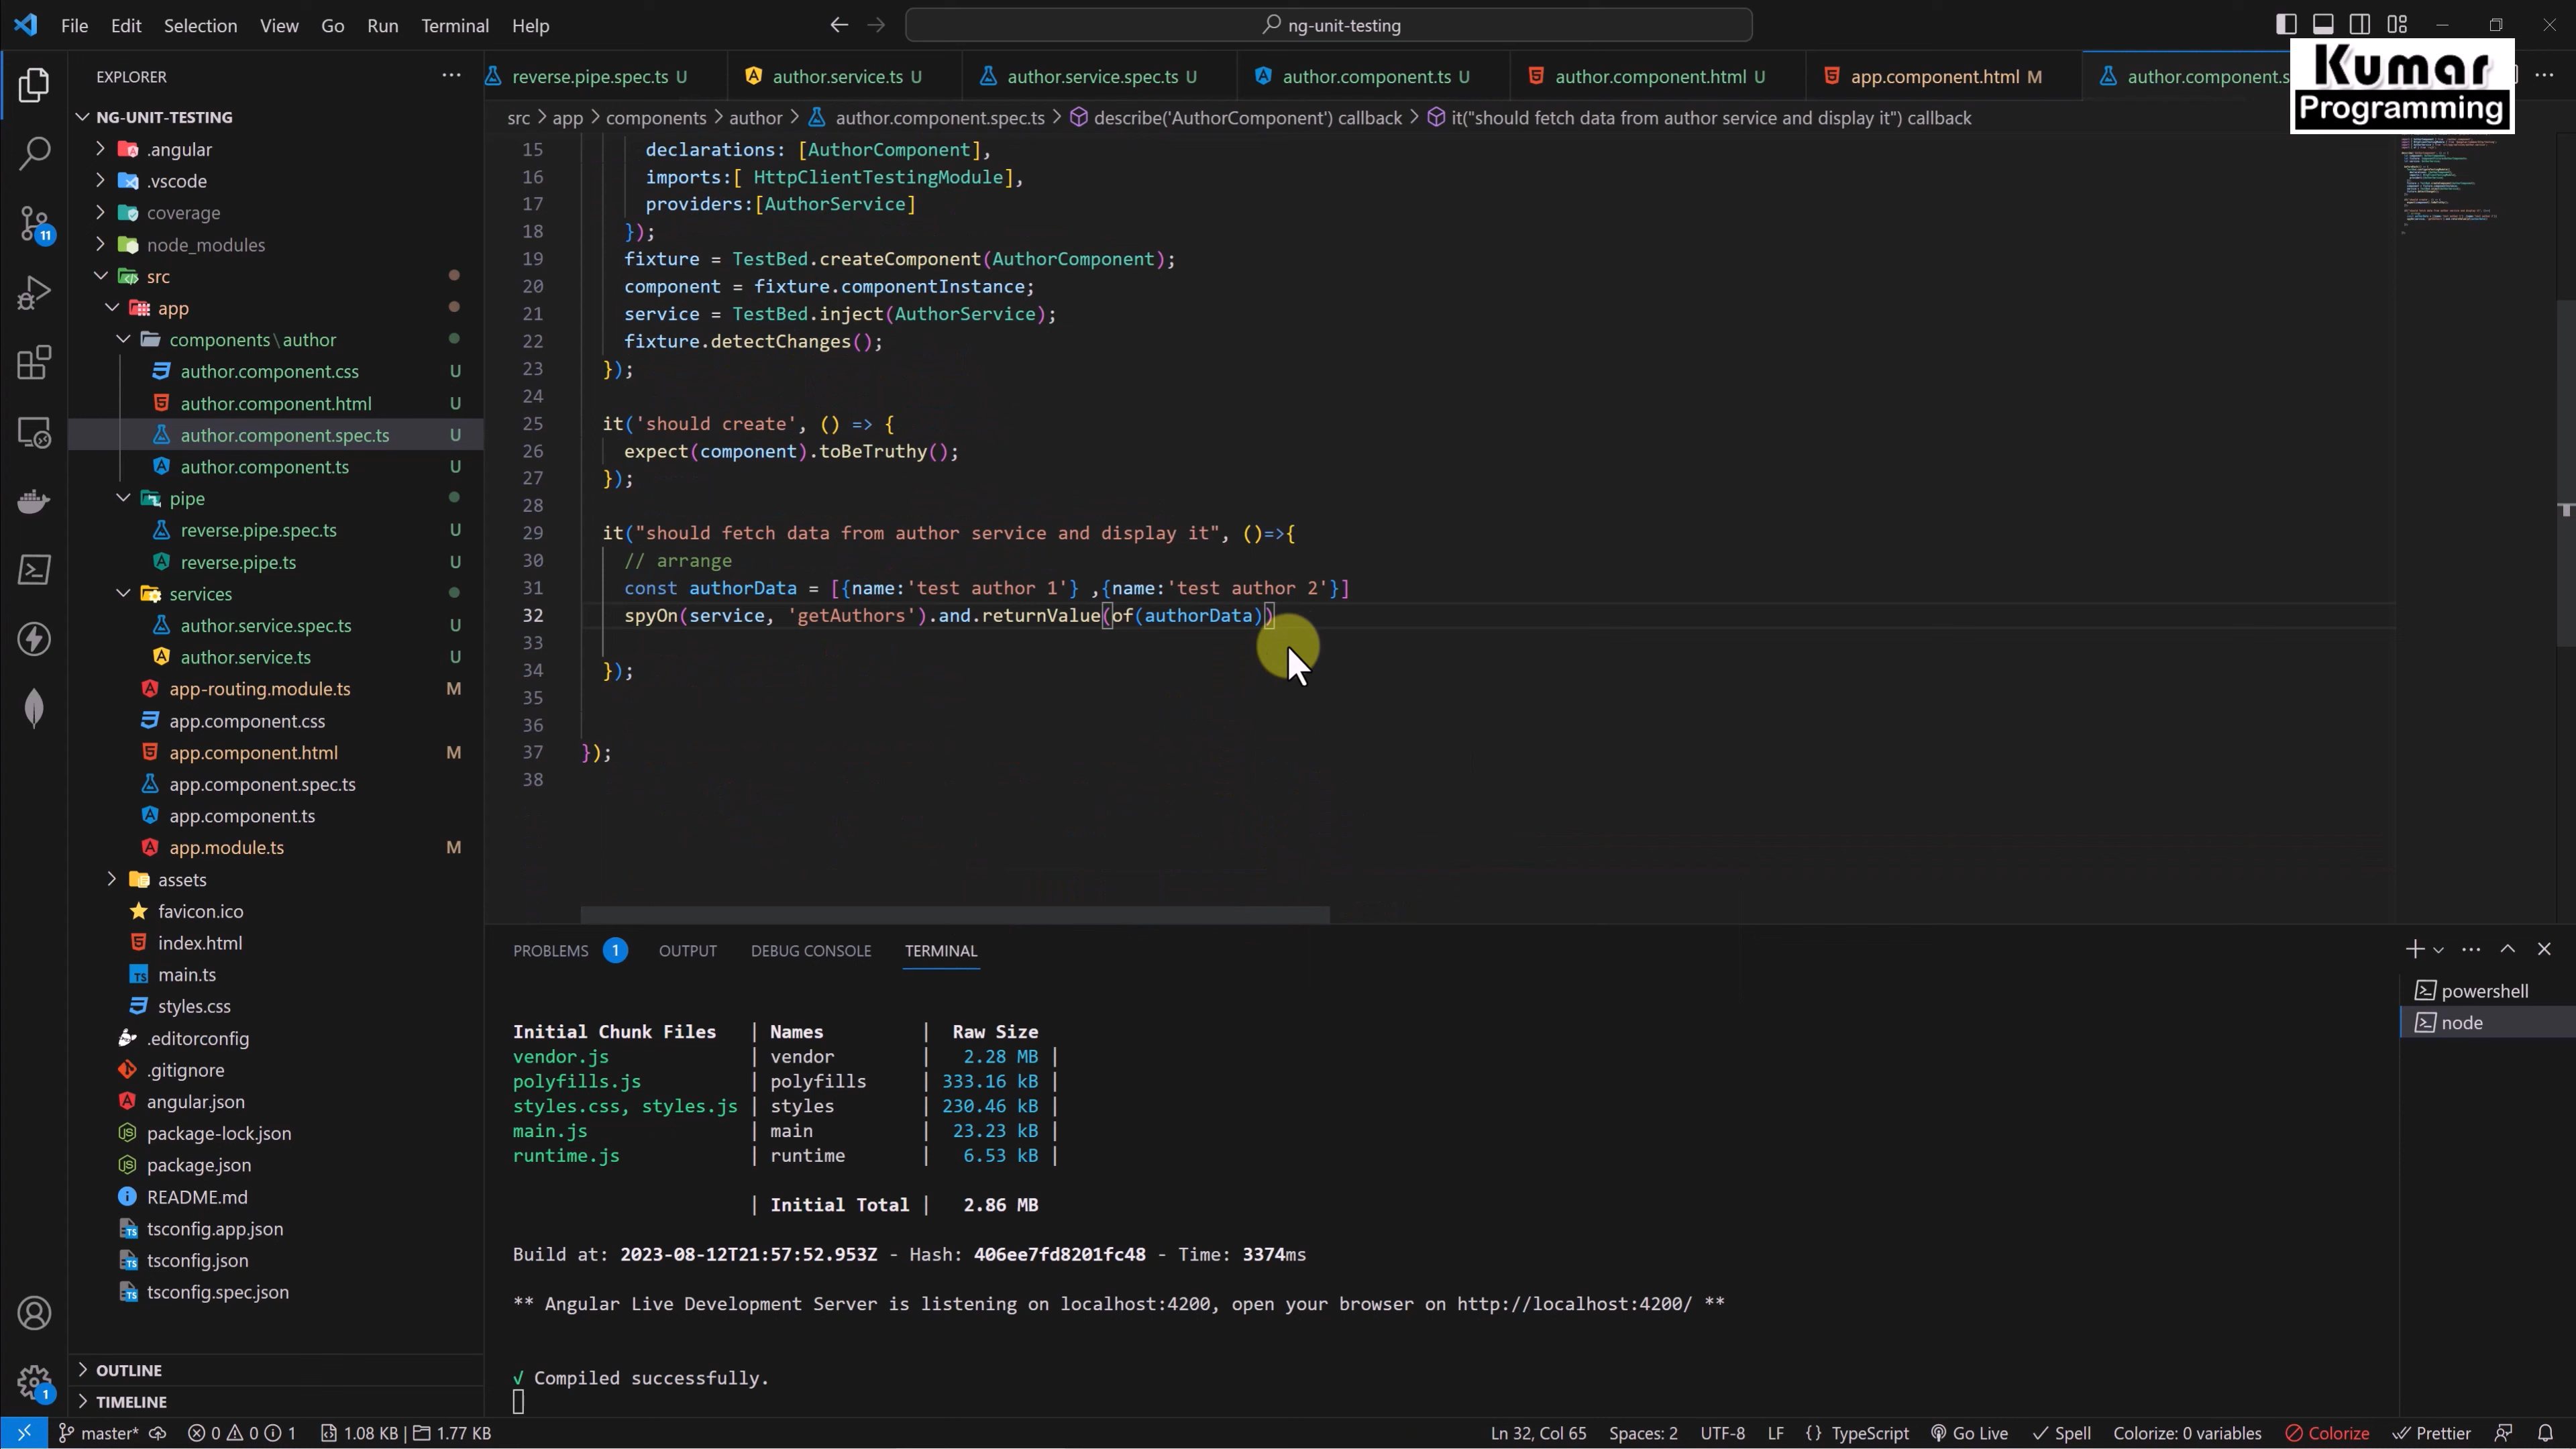 File Edit Selection View Go Run Terminal Help
ng-unit-testing
Kumar
Programming
EXPLORER
reverse.pipe.spec.ts U
author.service.ts U
author.service.spec.ts U
author.component.ts U
author.component.html U
app.component.html M
author.component.s
src > app > components > author > author.component.spec.ts > describe('AuthorComponent') callback > it("should fetch data from author service and display it") callback
NG-UNIT-TESTING
.angular
.vscode
coverage
node_modules
src
app
components\author
author.component.css U
author.component.html U
author.component.spec.ts U
author.component.ts U
pipe
reverse.pipe.spec.ts U
reverse.pipe.ts U
services
author.service.spec.ts U
author.service.ts U
app-routing.module.ts M
app.component.css
app.component.html M
app.component.spec.ts
app.component.ts
app.module.ts M
assets
favicon.ico
index.html
main.ts
styles.css
.editorconfig
.gitignore
angular.json
package-lock.json
package.json
README.md
tsconfig.app.json
tsconfig.json
tsconfig.spec.json
OUTLINE
TIMELINE
11
1
15 declarations: [AuthorComponent],
16 imports:[ HttpClientTestingModule],
17 providers:[AuthorService]
18 });
19 fixture = TestBed.createComponent(AuthorComponent);
20 component = fixture.componentInstance;
21 service = TestBed.inject(AuthorService);
22 fixture.detectChanges();
23 });
24
25 it('should create', () => {
26 expect(component).toBeTruthy();
27 });
28
29 it("should fetch data from author service and display it", ()=>{
30 // arrange
31 const authorData = [{name:'test author 1'} ,{name:'test author 2'}]
32 spyOn(service, 'getAuthors').and.returnValue(of(authorData))
33
34 });
35
36
37 });
38
PROBLEMS 1 OUTPUT DEBUG CONSOLE TERMINAL
powershell
node
Initial Chunk Files | Names | Raw Size
vendor.js | vendor | 2.28 MB |
polyfills.js | polyfills | 333.16 kB |
styles.css, styles.js | styles | 230.46 kB |
main.js | main | 23.23 kB |
runtime.js | runtime | 6.53 kB |
| Initial Total | 2.86 MB
Build at: 2023-08-12T21:57:52.953Z - Hash: 406ee7fd8201fc48 - Time: 3374ms
** Angular Live Development Server is listening on localhost:4200, open your browser on http://localhost:4200/ **
√ Compiled successfully.
master* 0 0 1 1.08 KB | 1.77 KB
Ln 32, Col 65 Spaces: 2 UTF-8 LF {} TypeScript Go Live Spell Colorize: 0 variables Colorize Prettier